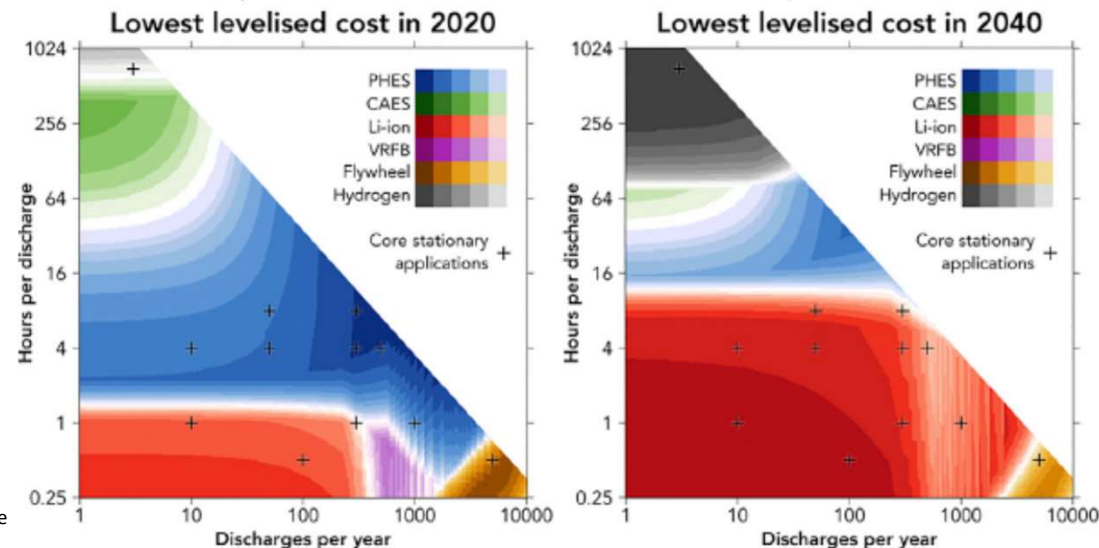 Lowest levelised cost in 2020
1024
256
64
16
4
1
0.25
Hours per discharge
PHES
CAES
Li-ion
VRFB
Flywheel
Hydrogen
Core stationary
applications +
1 10 100 1000 10000
Discharges per year
Lowest levelised cost in 2040
1024
256
64
16
4
1
0.25
Hours per discharge
PHES
CAES
Li-ion
VRFB
Flywheel
Hydrogen
Core stationary
applications +
1 10 100 1000 10000
Discharges per year
e